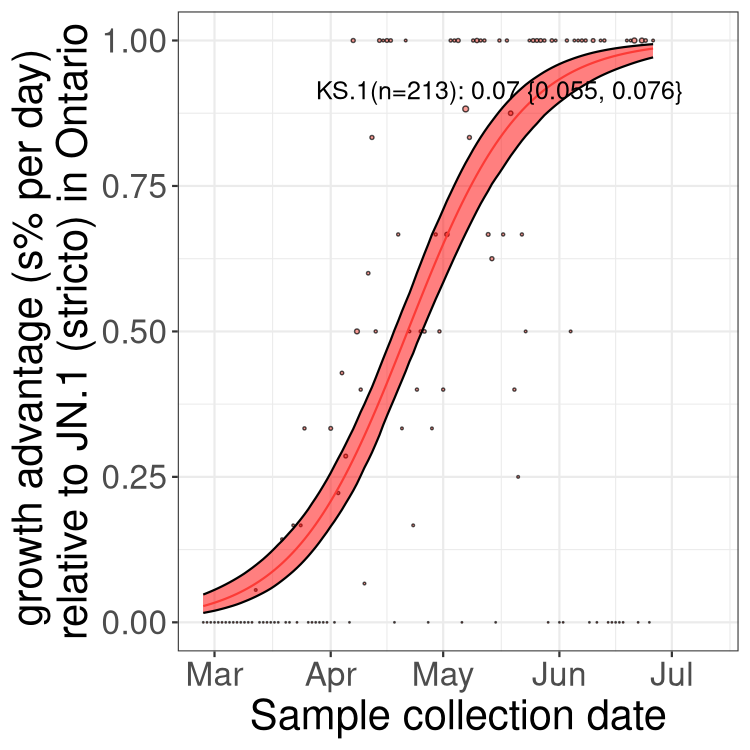 growth advantage (s% per day)
relative to JN.1 (stricto) in Ontario
1.00
0.75
0.50
0.25
0.00
KS.1(n=213): 0.07 {0.055, 0.076}
Mar Apr May Jun Jul
Sample collection date